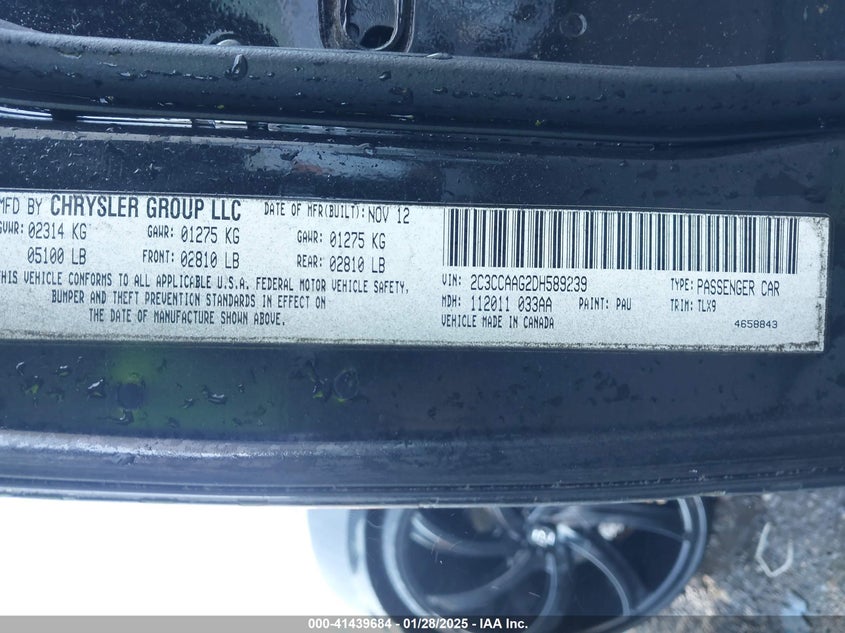 MFD BY CHRYSLER GROUP LLC DATE OF MFR(BUILT): NOV 12
GVWR: 02314 KG GAWR: 01275 KG GAWR: 01275 KG
05100 LB FRONT: 02810 LB REAR: 02810 LB
THIS VEHICLE CONFORMS TO ALL APPLICABLE U.S.A. FEDERAL MOTOR VEHICLE SAFETY,
BUMPER AND THEFT PREVENTION STANDARDS IN EFFECT ON
THE DATE OF MANUFACTURE SHOWN ABOVE.
VIN: 2C3CCAAG2DH589239 TYPE: PASSENGER CAR
MDH: 112011 033AA PAINT: PAU TRIM: TLX9
VEHICLE MADE IN CANADA 4658843
000-41439684 - 01/28/2025 - IAA Inc.